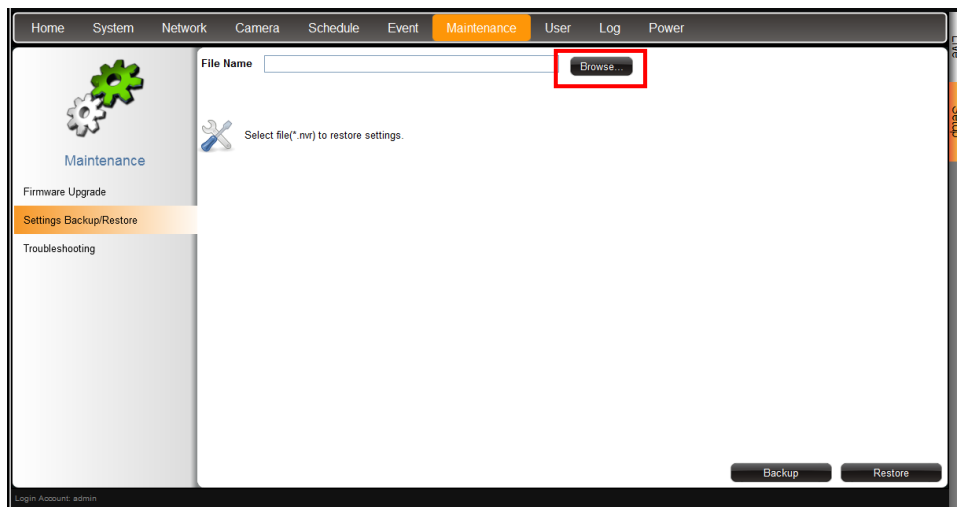 Home System Network Camera Schedule Event Maintenance User Log Power
Live
Setup
Maintenance
Firmware Upgrade
Settings Backup/Restore
Troubleshooting
File Name Browse...
Select file(*.nvr) to restore settings.
Backup Restore
Login Account: admin